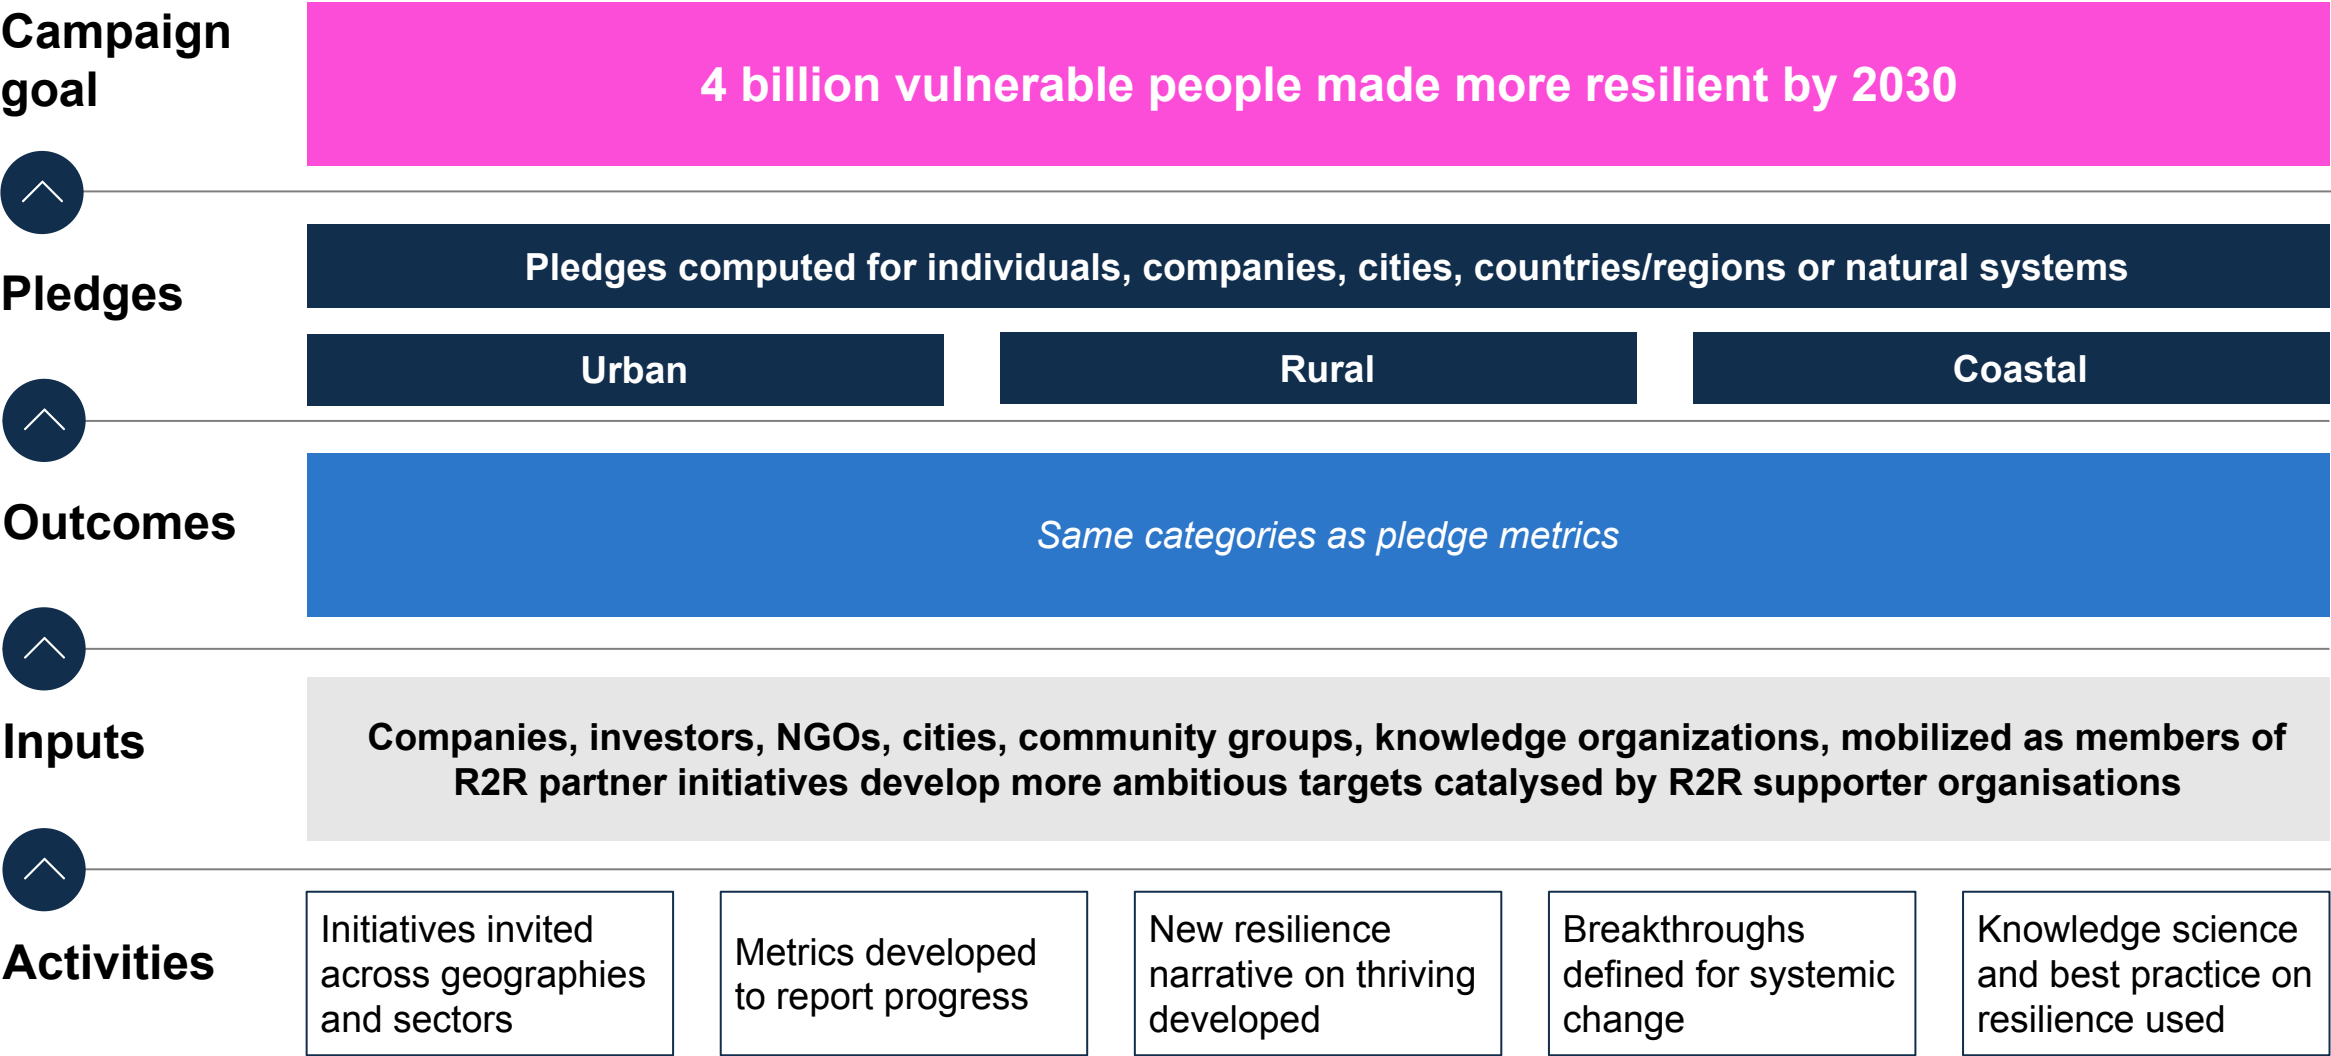 Campaign
goal
4 billion vulnerable people made more resilient by 2030
Pledges
Pledges computed for individuals, companies, cities, countries/regions or natural systems
Urban
Rural
Coastal
Outcomes
Same categories as pledge metrics
Inputs
Companies, investors, NGOs, cities, community groups, knowledge organizations, mobilized as members of
R2R partner initiatives develop more ambitious targets catalysed by R2R supporter organisations
Activities
Initiatives invited
across geographies
and sectors
Metrics developed
to report progress
New resilience
narrative on thriving
developed
Breakthroughs
defined for systemic
change
Knowledge science
and best practice on
resilience used